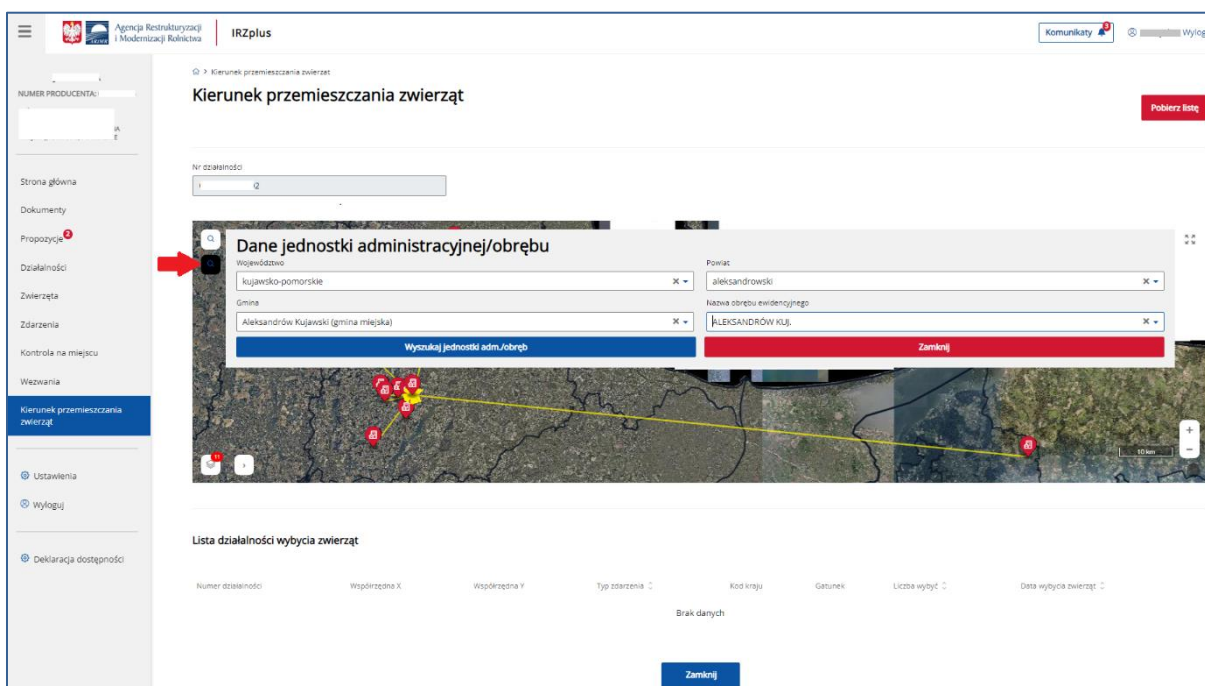 Agencja Restrukturyzacji
i Modernizacji Rolnictwa
IRZplus
Komunikaty 3
Wylog
NUMER PRODUCENTA:
Strona główna
Dokumenty
Propozycje 2
Działalności
Zwierzęta
Zdarzenia
Kontrola na miejscu
Wezwania
Kierunek przemieszczania
zwierząt
Ustawienia
Wyloguj
Deklaracja dostępności
> Kierunek przemieszczania zwierzat
Kierunek przemieszczania zwierząt
Pobierz listę
Nr działalności
Dane jednostki administracyjnej/obrębu
Województwo
Powiat
kujawsko-pomorskie
aleksandrowski
Gmina
Nazwa obrębu ewidencyjnego
Aleksandrów Kujawski (gmina miejska)
ALEKSANDRÓW KUJ.
Wyszukaj jednostki adm./obręb
Zamknij
11
10 km
Lista działalności wybycia zwierząt
Numer działalności Współrzędna X Współrzędna Y Typ zdarzenia Kod kraju Gatunek Liczba wybyć Data wybycia zwierząt
Brak danych
Zamknij